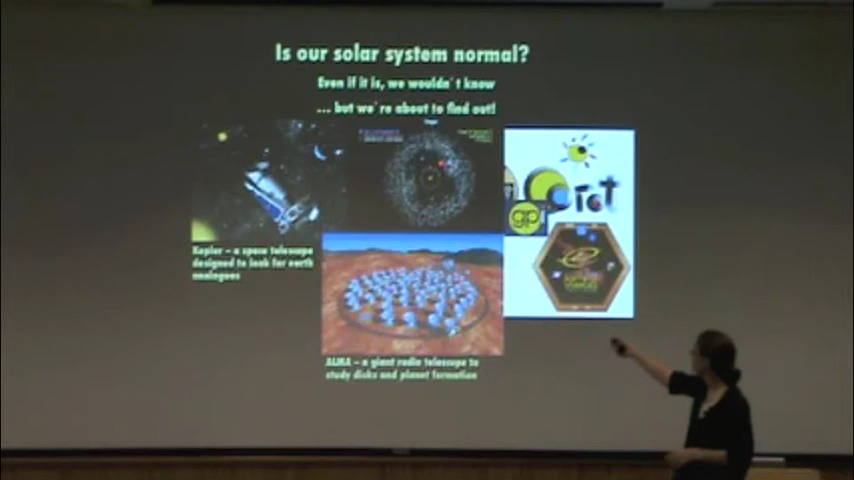 Is our solar system normal?
Even if it is, we wouldn't know
... but we're about to find out!
Kepler – a space telescope
designed to look for earth
analogues
gpi
ALMA – a giant radio telescope to
study disks and planet formation